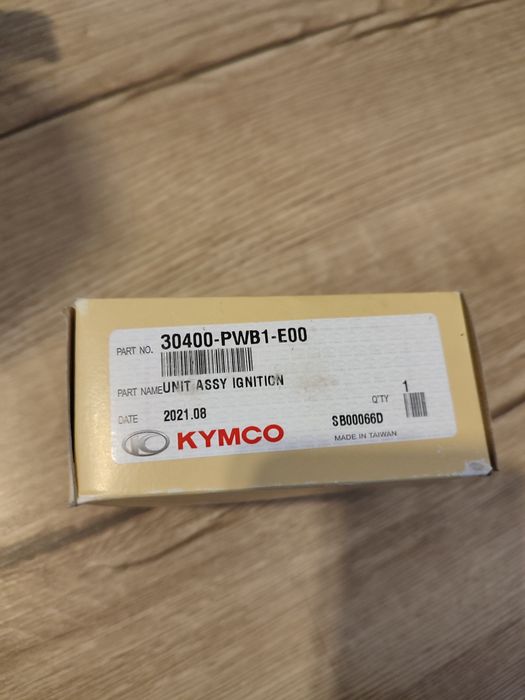 PART NO. 30400-PWB1-E00
PART NAME UNIT ASSY IGNITION
DATE 2021.08 Q'TY 1
KYMCO SB00066D
MADE IN TAIWAN